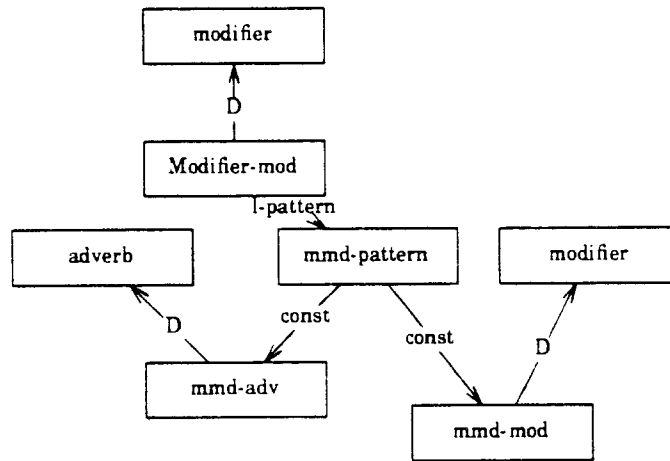 modifier
D
Modifier-mod
l-pattern
adverb
mmd-pattern
modifier
D
const
const
D
mmd-adv
mmd-mod